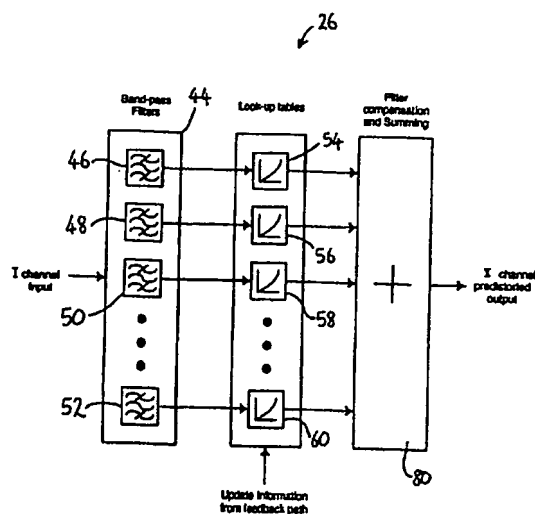 26
Band-pass
Filters
44
Look-up tables
Filter
compensation
and Summing
46
54
48
56
I channel
input
50
58
I channel
predistorted
output
52
60
80
Update information
from feedback path